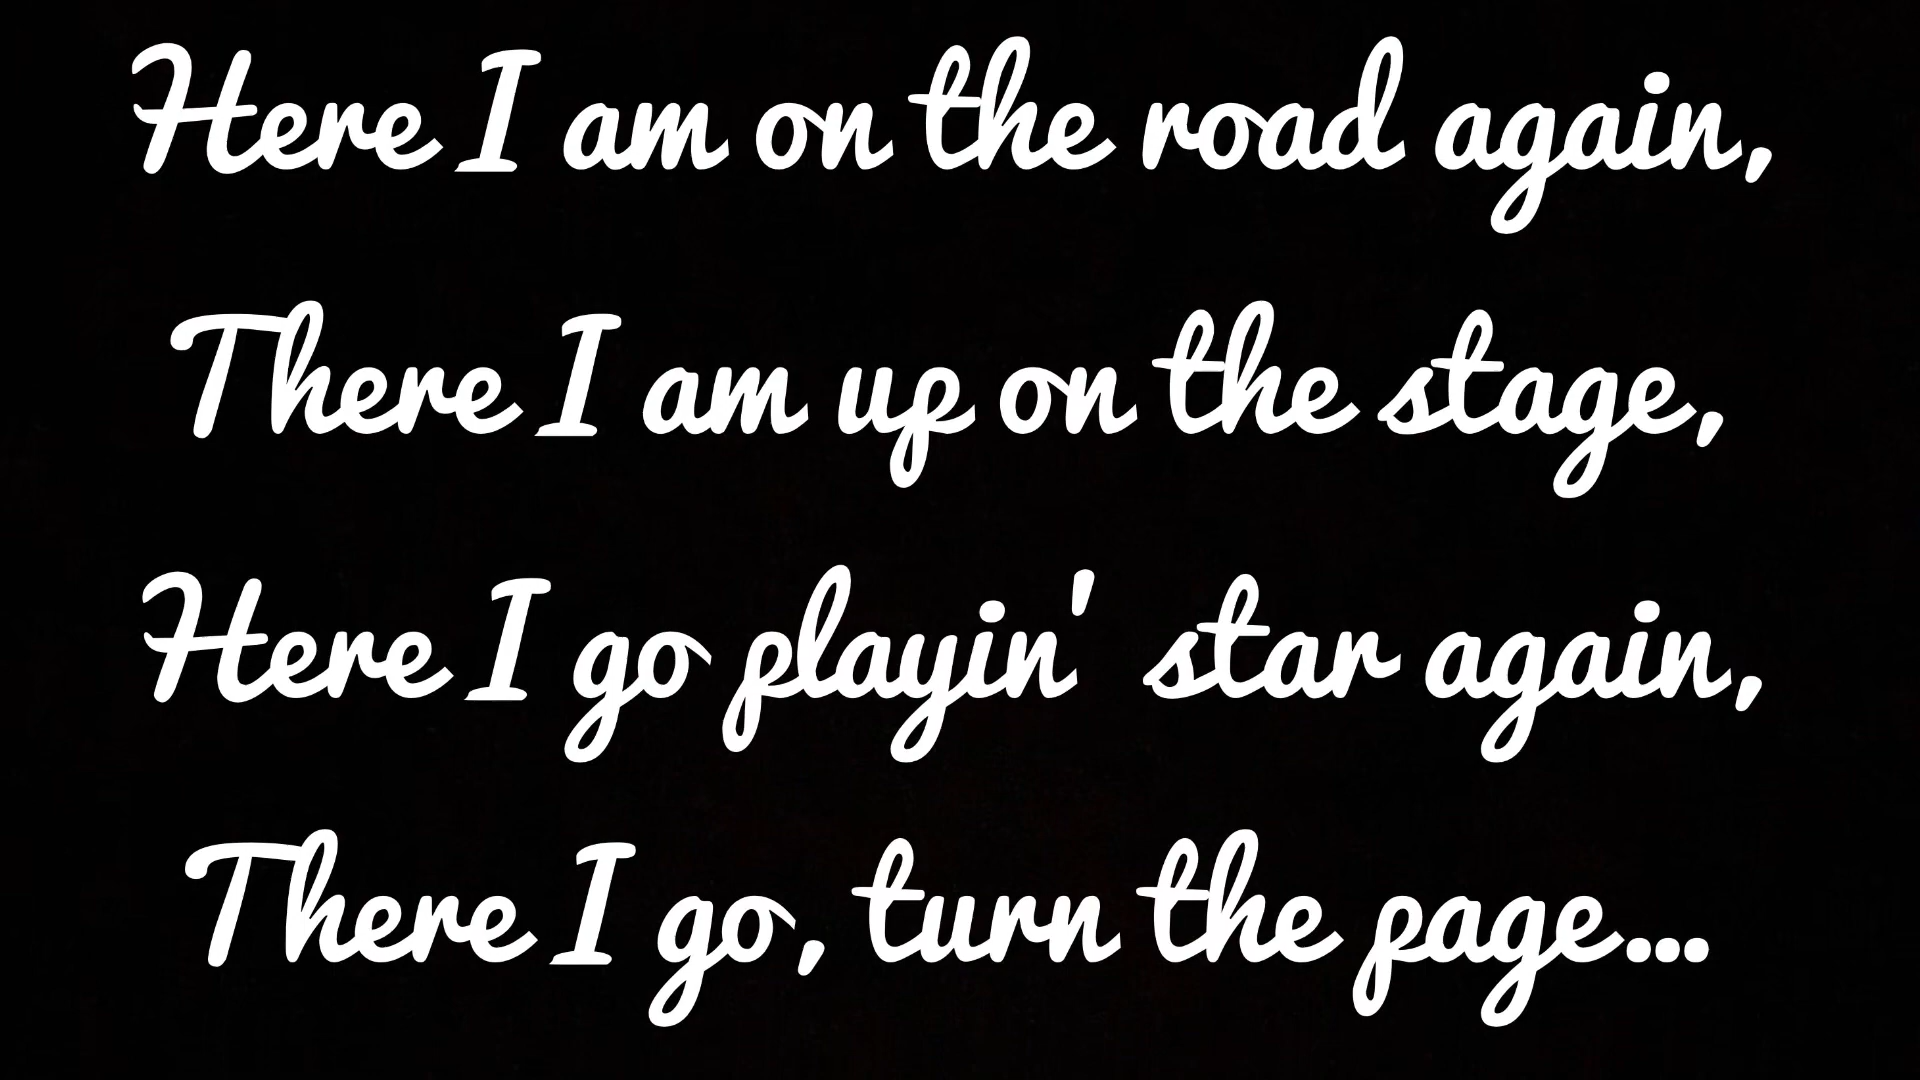 Here I am on the road again,
There I am up on the stage,
Here I go playin' star again,
There I go, turn the page...